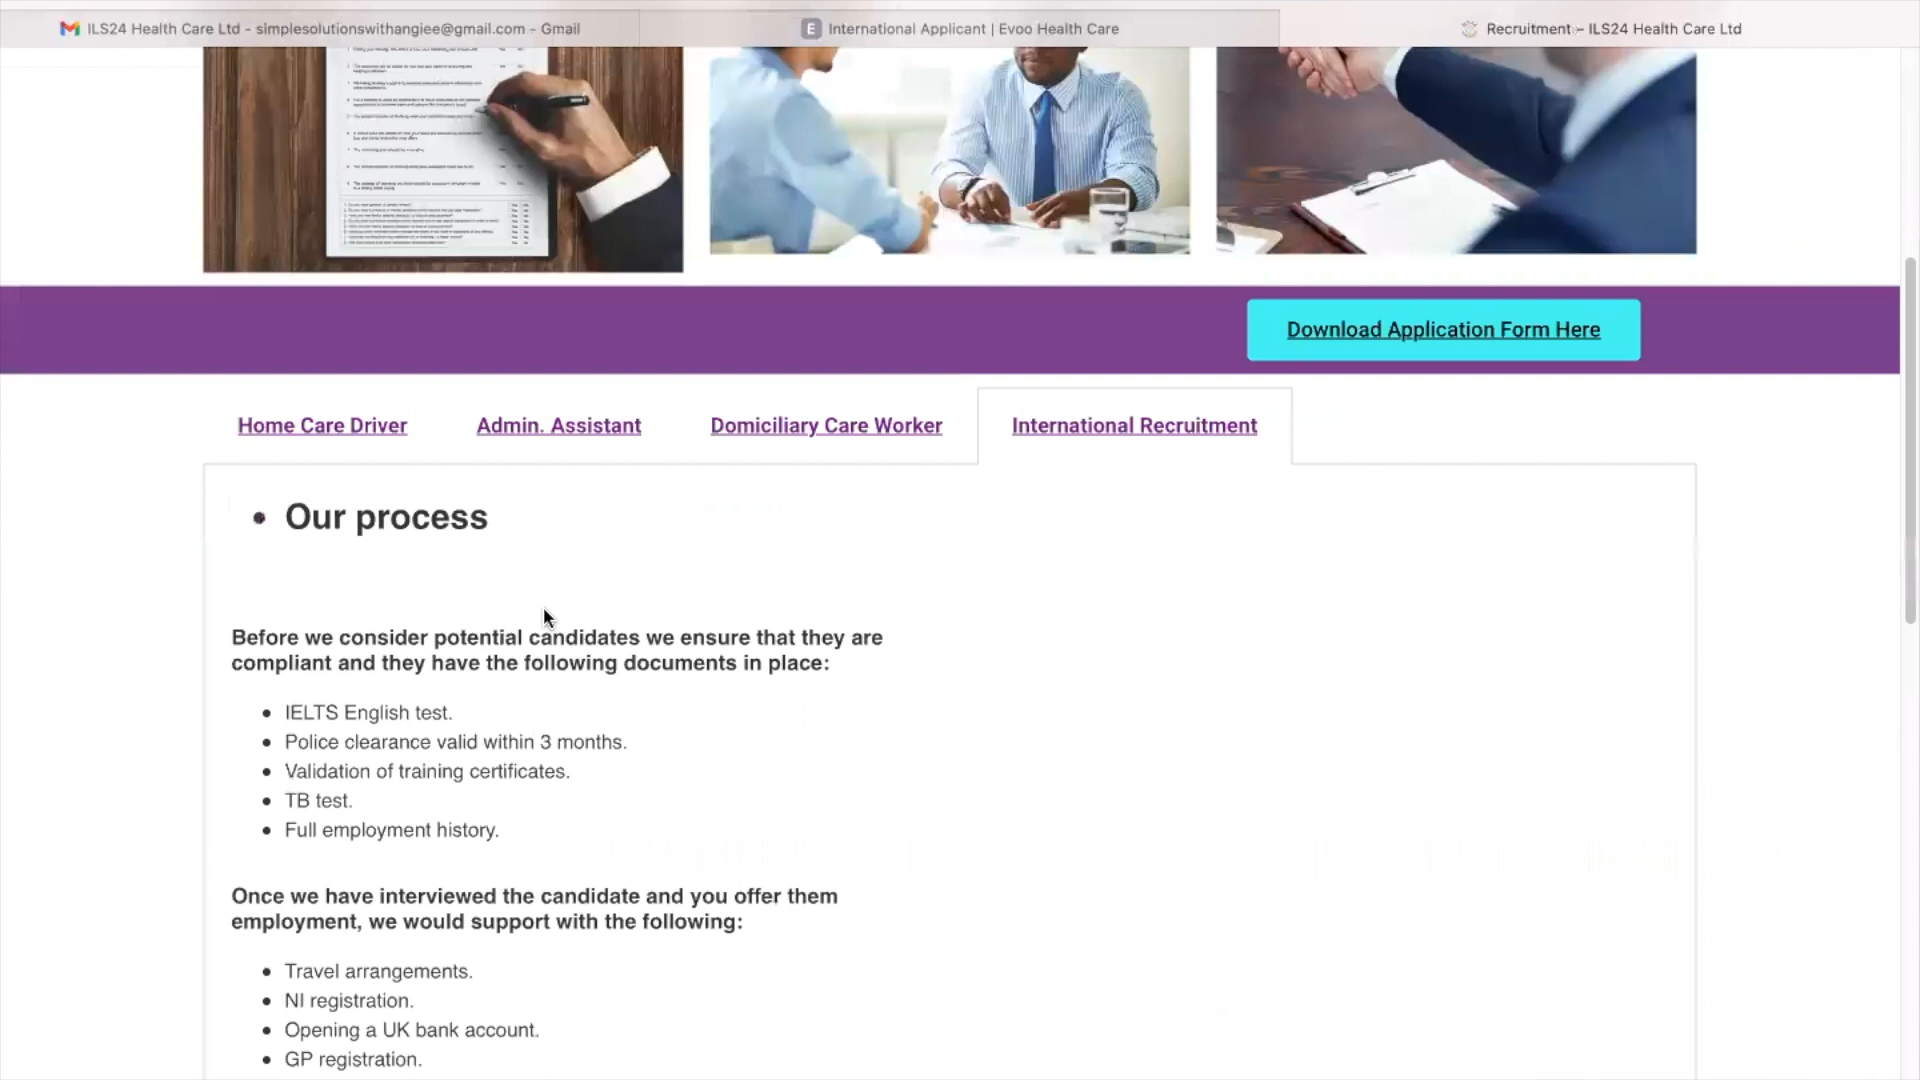 ILS24 Health Care Ltd - simplesolutionswithangiee@gmail.com - Gmail
E International Applicant | Evoo Health Care
Recruitment – ILS24 Health Care Ltd
Download Application Form Here
Home Care Driver
Admin. Assistant
Domiciliary Care Worker
International Recruitment
• Our process
Before we consider potential candidates we ensure that they are
compliant and they have the following documents in place:
• IELTS English test.
• Police clearance valid within 3 months.
• Validation of training certificates.
• TB test.
• Full employment history.
Once we have interviewed the candidate and you offer them
employment, we would support with the following:
• Travel arrangements.
• NI registration.
• Opening a UK bank account.
• GP registration.